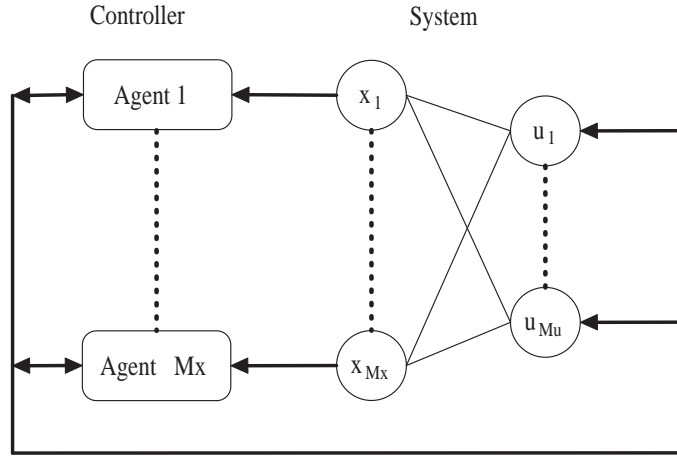 Controller System
Agent 1 x1 u1
Agent Mx xMx uMu